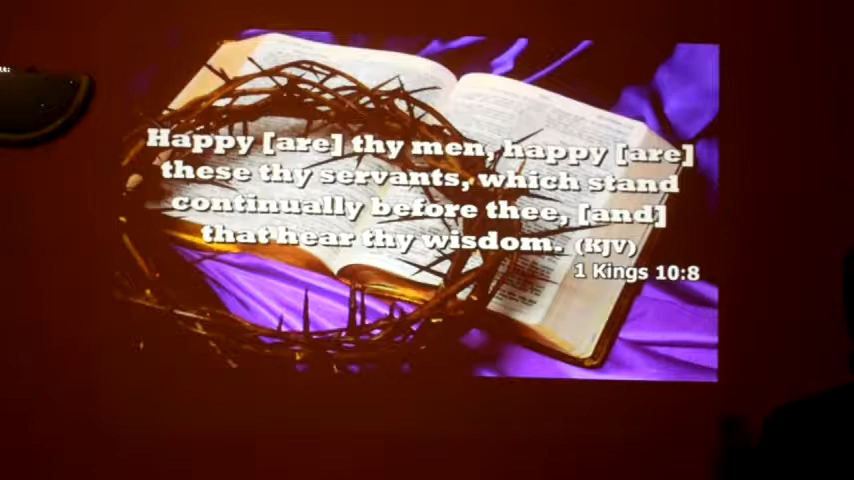 Happy [are] thy men, happy [are]
these thy servants, which stand
continually before thee, [and]
that hear thy wisdom. (KJV)
1 Kings 10:8